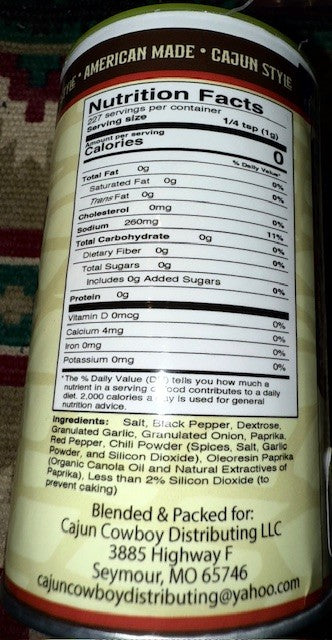 YLE • AMERICAN MADE • CAJUN STYLE
Nutrition Facts
227 servings per container
Serving size 1/4 tsp (1g)
Amount per serving
Calories 0
% Daily Value*
Total Fat 0g 0%
Saturated Fat 0g 0%
Trans Fat 0g
Cholesterol 0mg 0%
Sodium 260mg 11%
Total Carbohydrate 0g 0%
Dietary Fiber 0g 0%
Total Sugars 0g
Includes 0g Added Sugars 0%
Protein 0g
Vitamin D 0mcg 0%
Calcium 4mg 0%
Iron 0mg 0%
Potassium 0mg 0%
*The % Daily Value tells you how much a
nutrient in a serving food contributes to a daily
diet. 2,000 calories a is used for general
nutrition advice.
Ingredients: Salt, Black Pepper, Dextrose,
Granulated Garlic, Granulated Onion, Paprika,
Red Pepper, Chili Powder (Spices, Salt, Garlic
Powder, and Silicon Dioxide), Oleoresin Paprika
(Organic Canola Oil and Natural Extractives of
Paprika), Less than 2% Silicon Dioxide (to
prevent caking)
Blended & Packed for:
Cajun Cowboy Distributing LLC
3885 Highway F
Seymour, MO 65746
cajuncowboydistributing@yahoo.com